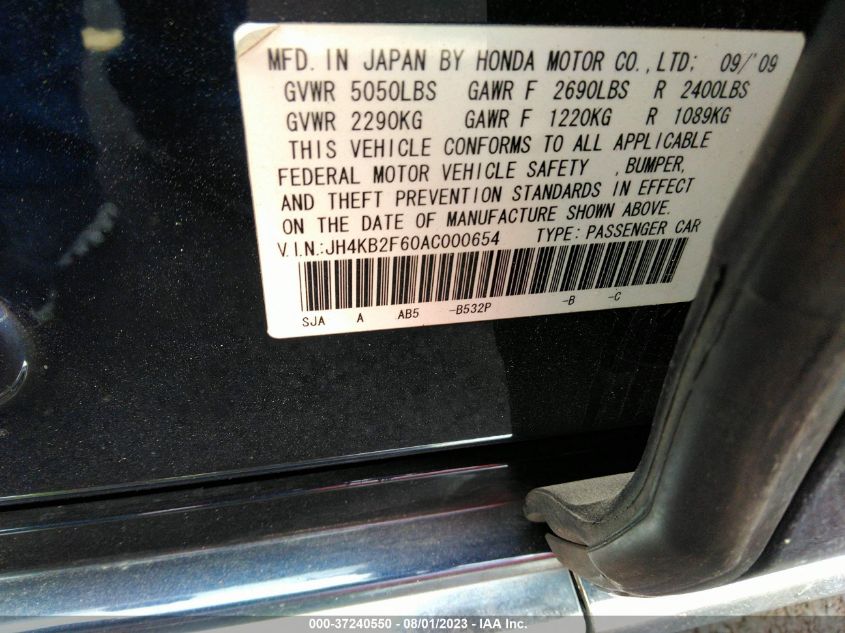 MFD. IN JAPAN BY HONDA MOTOR CO.,LTD; 09/'09
GVWR 5050LBS GAWR F 2690LBS R 2400LBS
GVWR 2290KG GAWR F 1220KG R 1089KG
THIS VEHICLE CONFORMS TO ALL APPLICABLE
FEDERAL MOTOR VEHICLE SAFETY , BUMPER,
AND THEFT PREVENTION STANDARDS IN EFFECT
ON THE DATE OF MANUFACTURE SHOWN ABOVE.
V.I.N.:JH4KB2F60AC000654 TYPE: PASSENGER CAR
SJA A AB5 -B532P -B -C
000-37240550 - 08/01/2023 - IAA Inc.